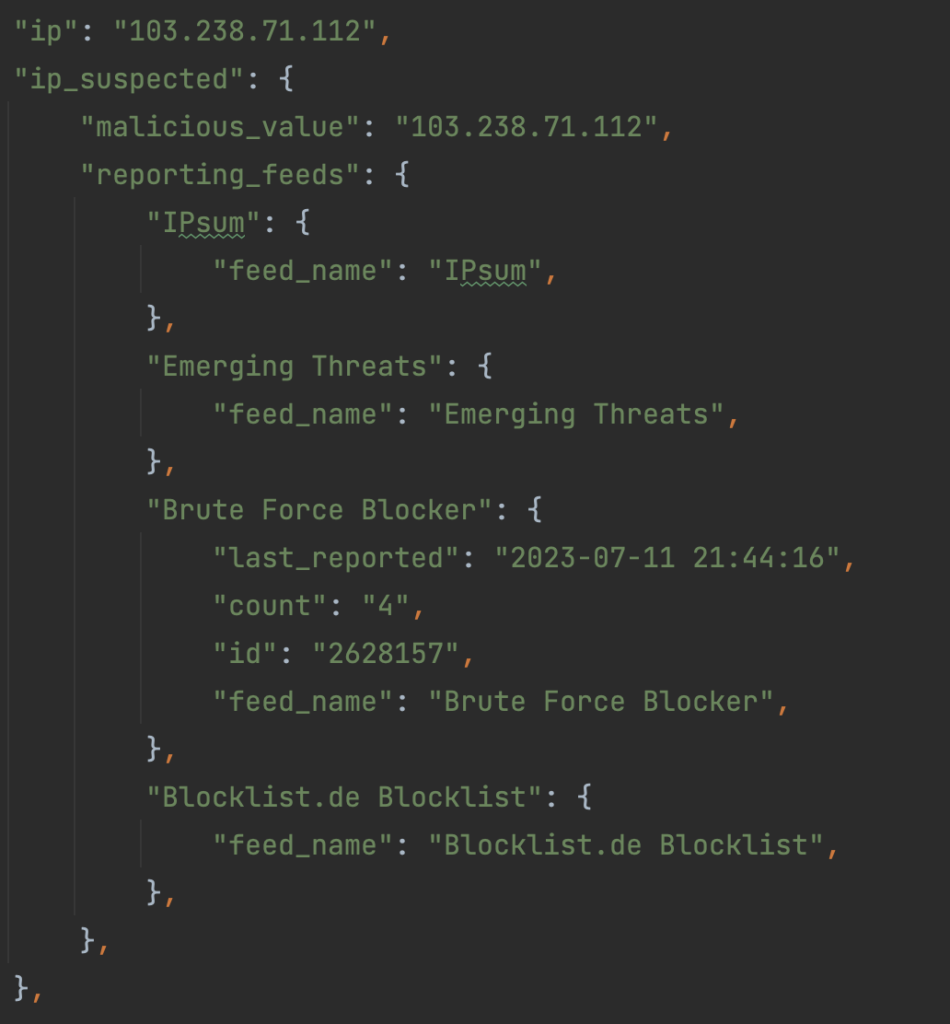 "ip": "103.238.71.112",
"ip_suspected": {
    "malicious_value": "103.238.71.112",
    "reporting_feeds": {
        "IPsum": {
            "feed_name": "IPsum",
        },
        "Emerging Threats": {
            "feed_name": "Emerging Threats",
        },
        "Brute Force Blocker": {
            "last_reported": "2023-07-11 21:44:16",
            "count": "4",
            "id": "2628157",
            "feed_name": "Brute Force Blocker",
        },
        "Blocklist.de Blocklist": {
            "feed_name": "Blocklist.de Blocklist",
        },
    },
},